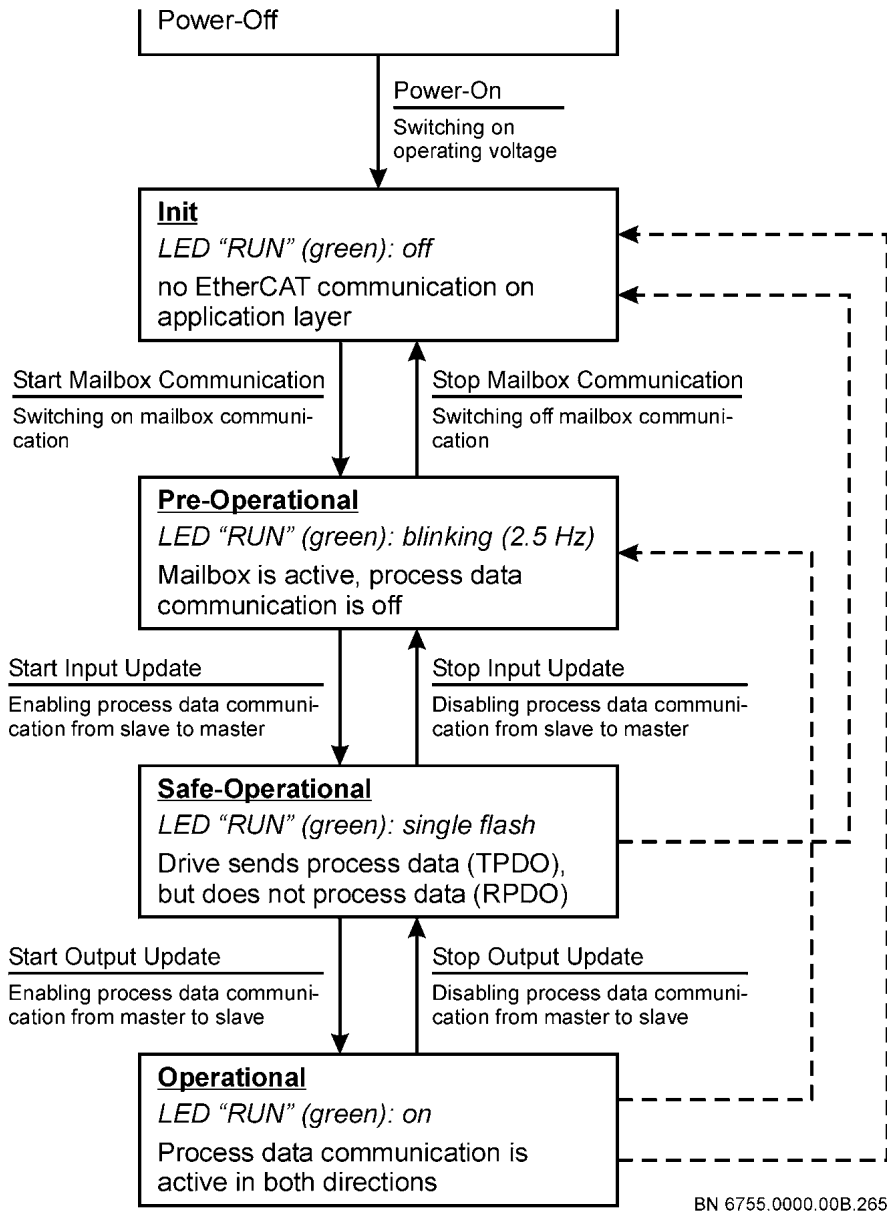 Power-Off
Power-On
Switching on
operating voltage
Init
LED “RUN” (green): off
no EtherCAT communication on
application layer
Start Mailbox Communication
Switching on mailbox communi-
cation
Stop Mailbox Communication
Switching off mailbox communi-
cation
Pre-Operational
LED “RUN” (green): blinking (2.5 Hz)
Mailbox is active, process data
communication is off
Start Input Update
Enabling process data communi-
cation from slave to master
Stop Input Update
Disabling process data communi-
cation from slave to master
Safe-Operational
LED “RUN” (green): single flash
Drive sends process data (TPDO),
but does not process data (RPDO)
Start Output Update
Enabling process data communi-
cation from master to slave
Stop Output Update
Disabling process data communi-
cation from master to slave
Operational
LED “RUN” (green): on
Process data communication is
active in both directions
BN 6755.0000.00B.265